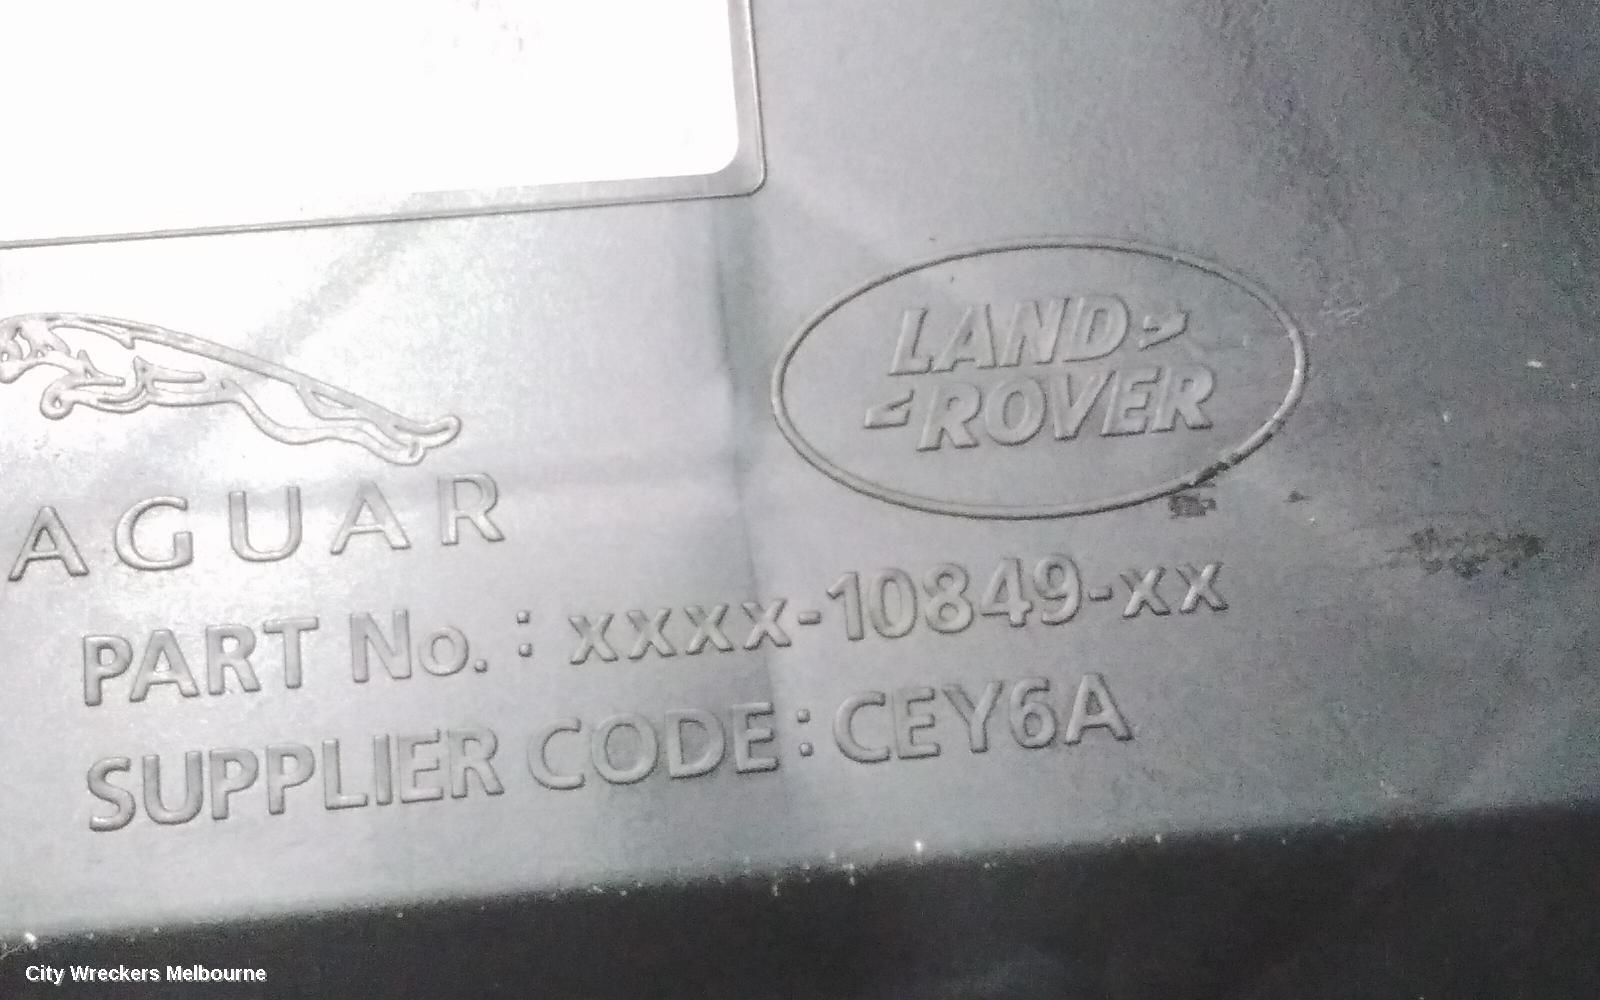 LAND
ROVER
AGUAR
PART No.: xxxx-10849-xx
SUPPLIER CODE: CEY6A
City Wreckers Melbourne